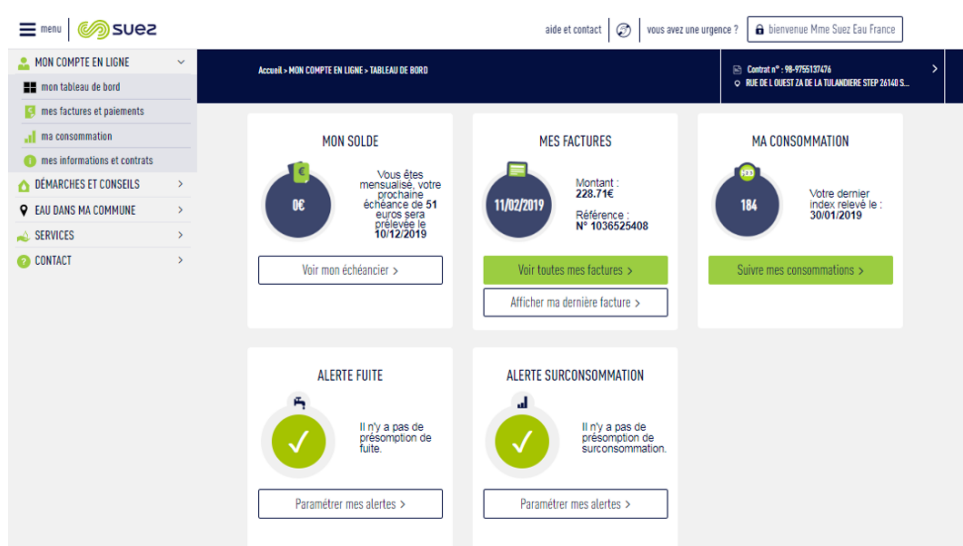 menu
suez
aide et contact
vous avez une urgence ?
bienvenue Mme Suez Eau France
MON COMPTE EN LIGNE
mon tableau de bord
mes factures et paiements
ma consommation
mes informations et contrats
DÉMARCHES ET CONSEILS
EAU DANS MA COMMUNE
SERVICES
CONTACT
Accueil > MON COMPTE EN LIGNE > TABLEAU DE BORD
Contrat n° : 98-9755137476
RUE DE L OUEST ZA DE LA TULANDIERE STEP 26140 S...
MON SOLDE
€
0€
Vous êtes
mensualisé, votre
prochaine
échéance de 51
euros sera
prélevée le
10/12/2019
Voir mon échéancier >
MES FACTURES
11/02/2019
Montant :
228.71€
Référence :
N° 1036525408
Voir toutes mes factures >
Afficher ma dernière facture >
MA CONSOMMATION
184
Votre dernier
index relevé le :
30/01/2019
Suivre mes consommations >
ALERTE FUITE
Il n'y a pas de
présomption de
fuite.
Paramétrer mes alertes >
ALERTE SURCONSOMMATION
Il n'y a pas de
présomption de
surconsommation.
Paramétrer mes alertes >